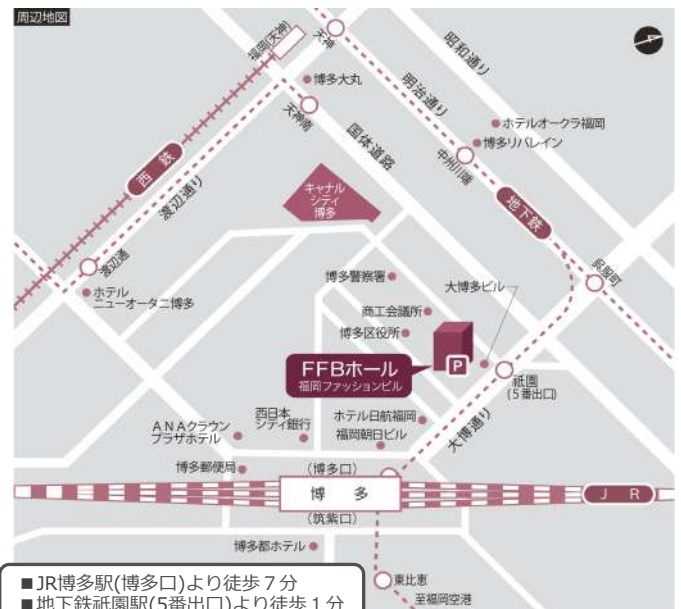 周辺地図
福岡(天神)
天神
昭和通り
博多大丸
明治通り
天神南
国体道路
ホテルオークラ福岡
博多リバレイン
中州川端
西鉄
渡辺通り
キャナル
シティ
博多
地下鉄
渡辺通
呉服町
ホテル
ニューオータニ博多
博多警察署
大博多ビル
商工会議所
博多区役所
FFBホール
福岡ファッションビル
P
祇園
(5番出口)
大博通り
ANAクラウン
プラザホテル
西日本
シティ銀行
ホテル日航福岡
福岡朝日ビル
博多郵便局
(博多口)
博多
JR
(筑紫口)
博多都ホテル
東比恵
至福岡空港
■JR博多駅(博多口)より徒歩７分
■地下鉄祇園駅(5番出口)より徒歩１分